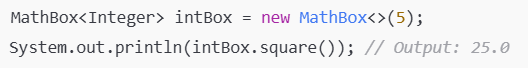 MathBox<Integer> intBox = new MathBox<>(5);
System.out.println(intBox.square()); // Output: 25.0